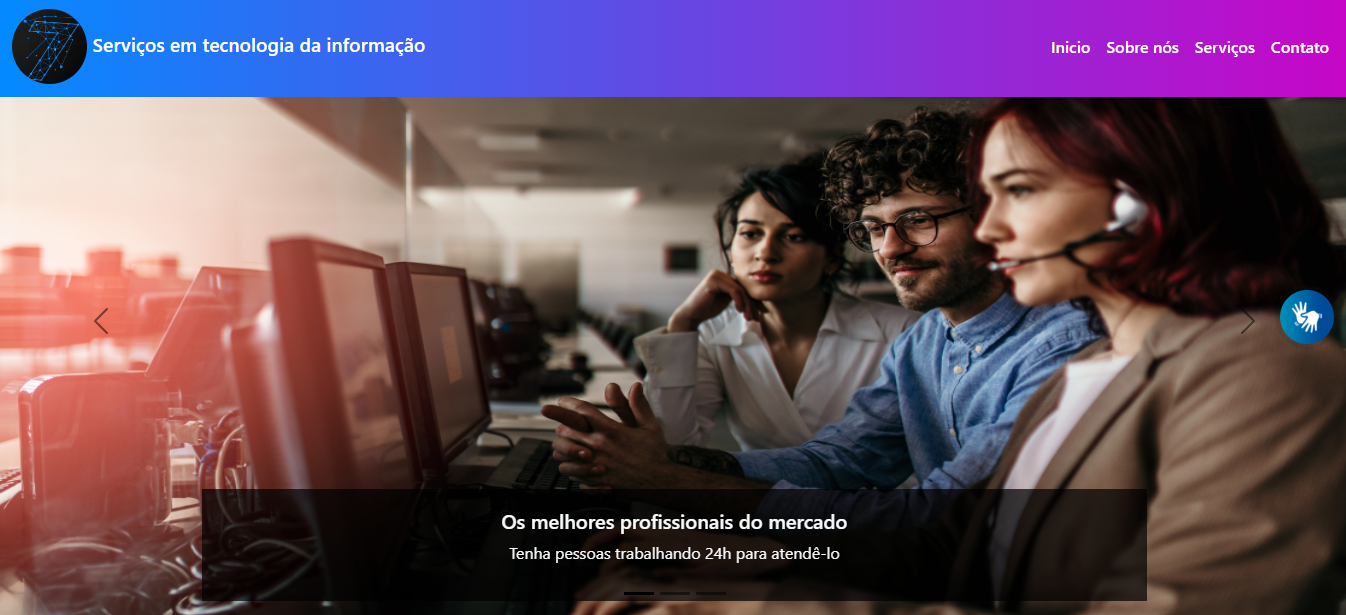 Serviços em tecnologia da informação
Inicio Sobre nós Serviços Contato
Os melhores profissionais do mercado
Tenha pessoas trabalhando 24h para atendê-lo